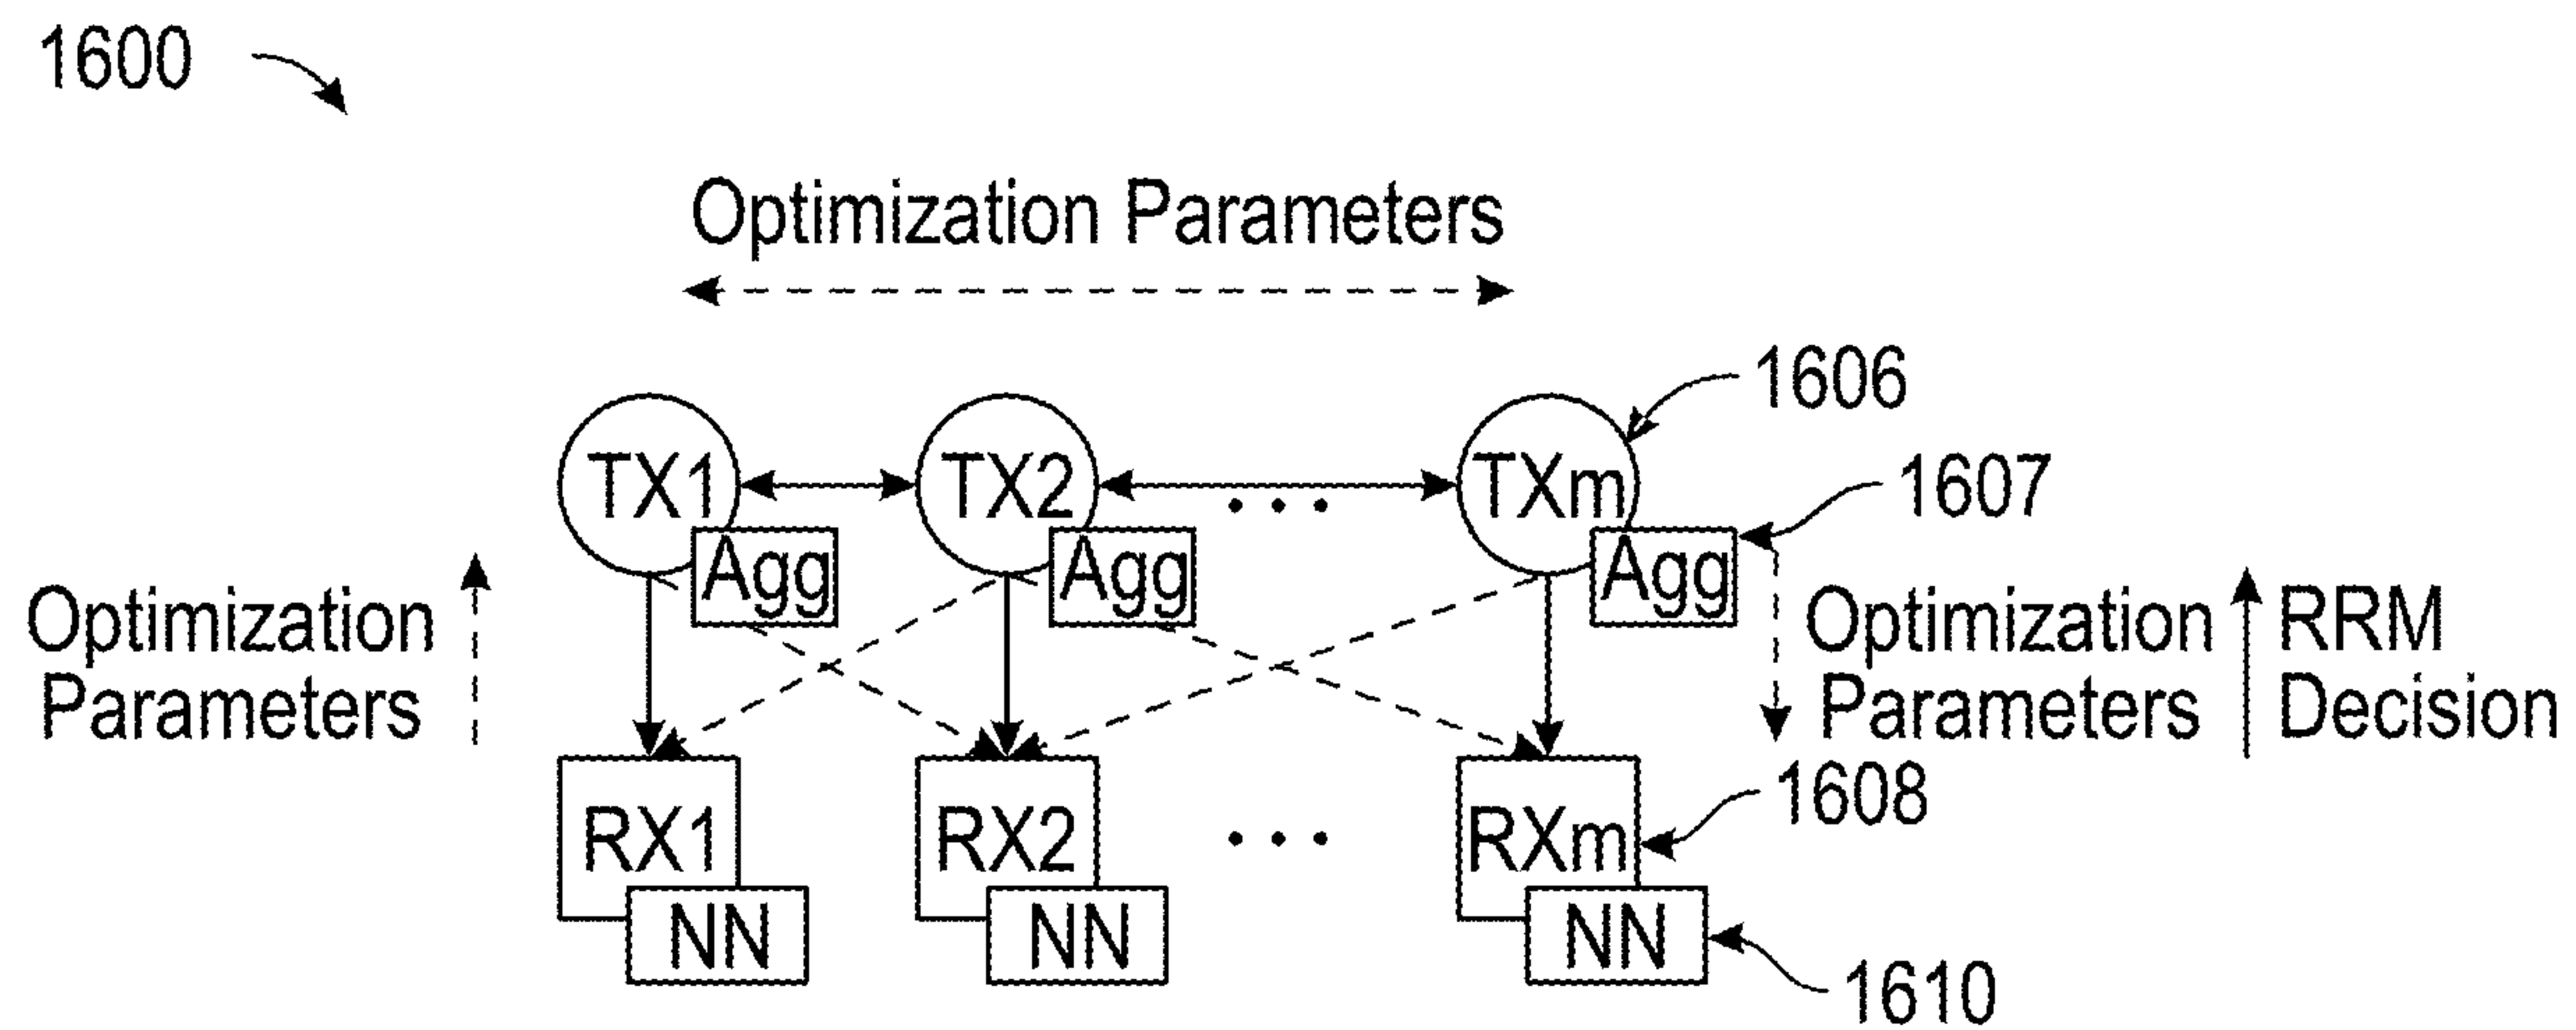 1600
Optimization Parameters
1606
TX1 TX2 ... TXm
1607
Agg Agg Agg
Optimization
Parameters
Optimization
Parameters
RRM
Decision
1608
RX1 RX2 ... RXm
NN NN NN
1610